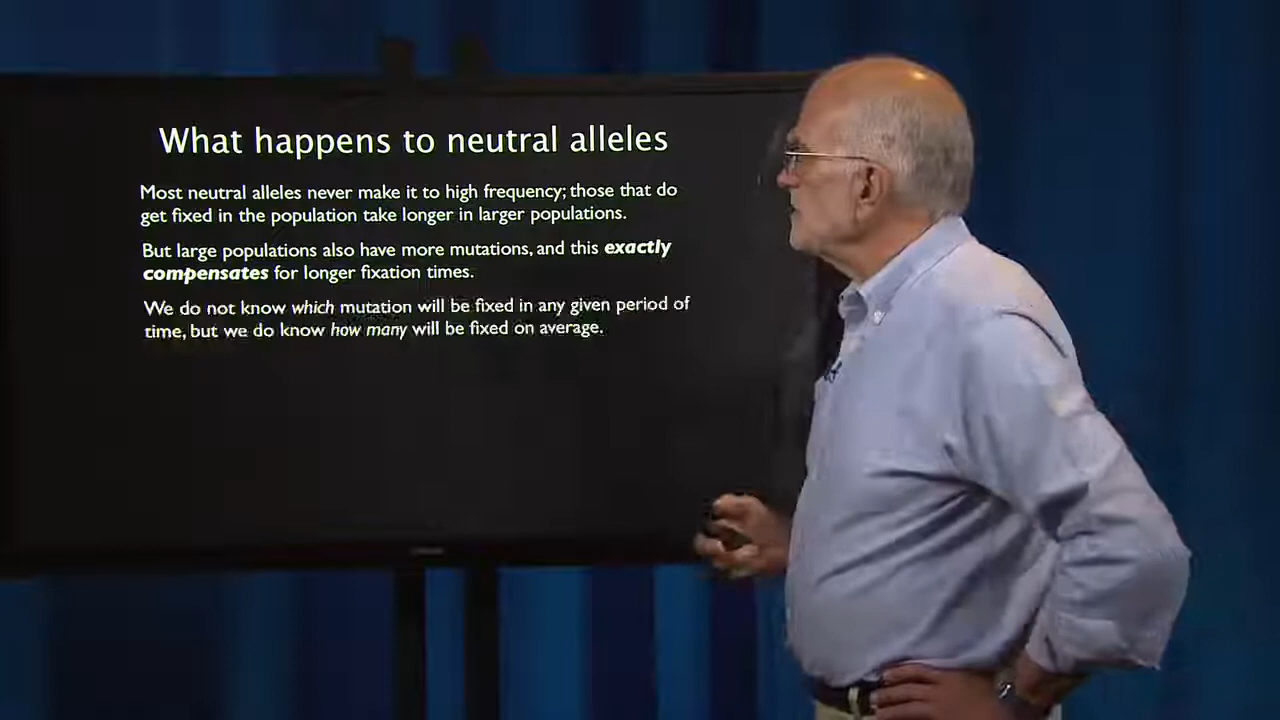 What happens to neutral alleles
Most neutral alleles never make it to high frequency; those that do
get fixed in the population take longer in larger populations.
But large populations also have more mutations, and this exactly
compensates for longer fixation times.
We do not know which mutation will be fixed in any given period of
time, but we do know how many will be fixed on average.